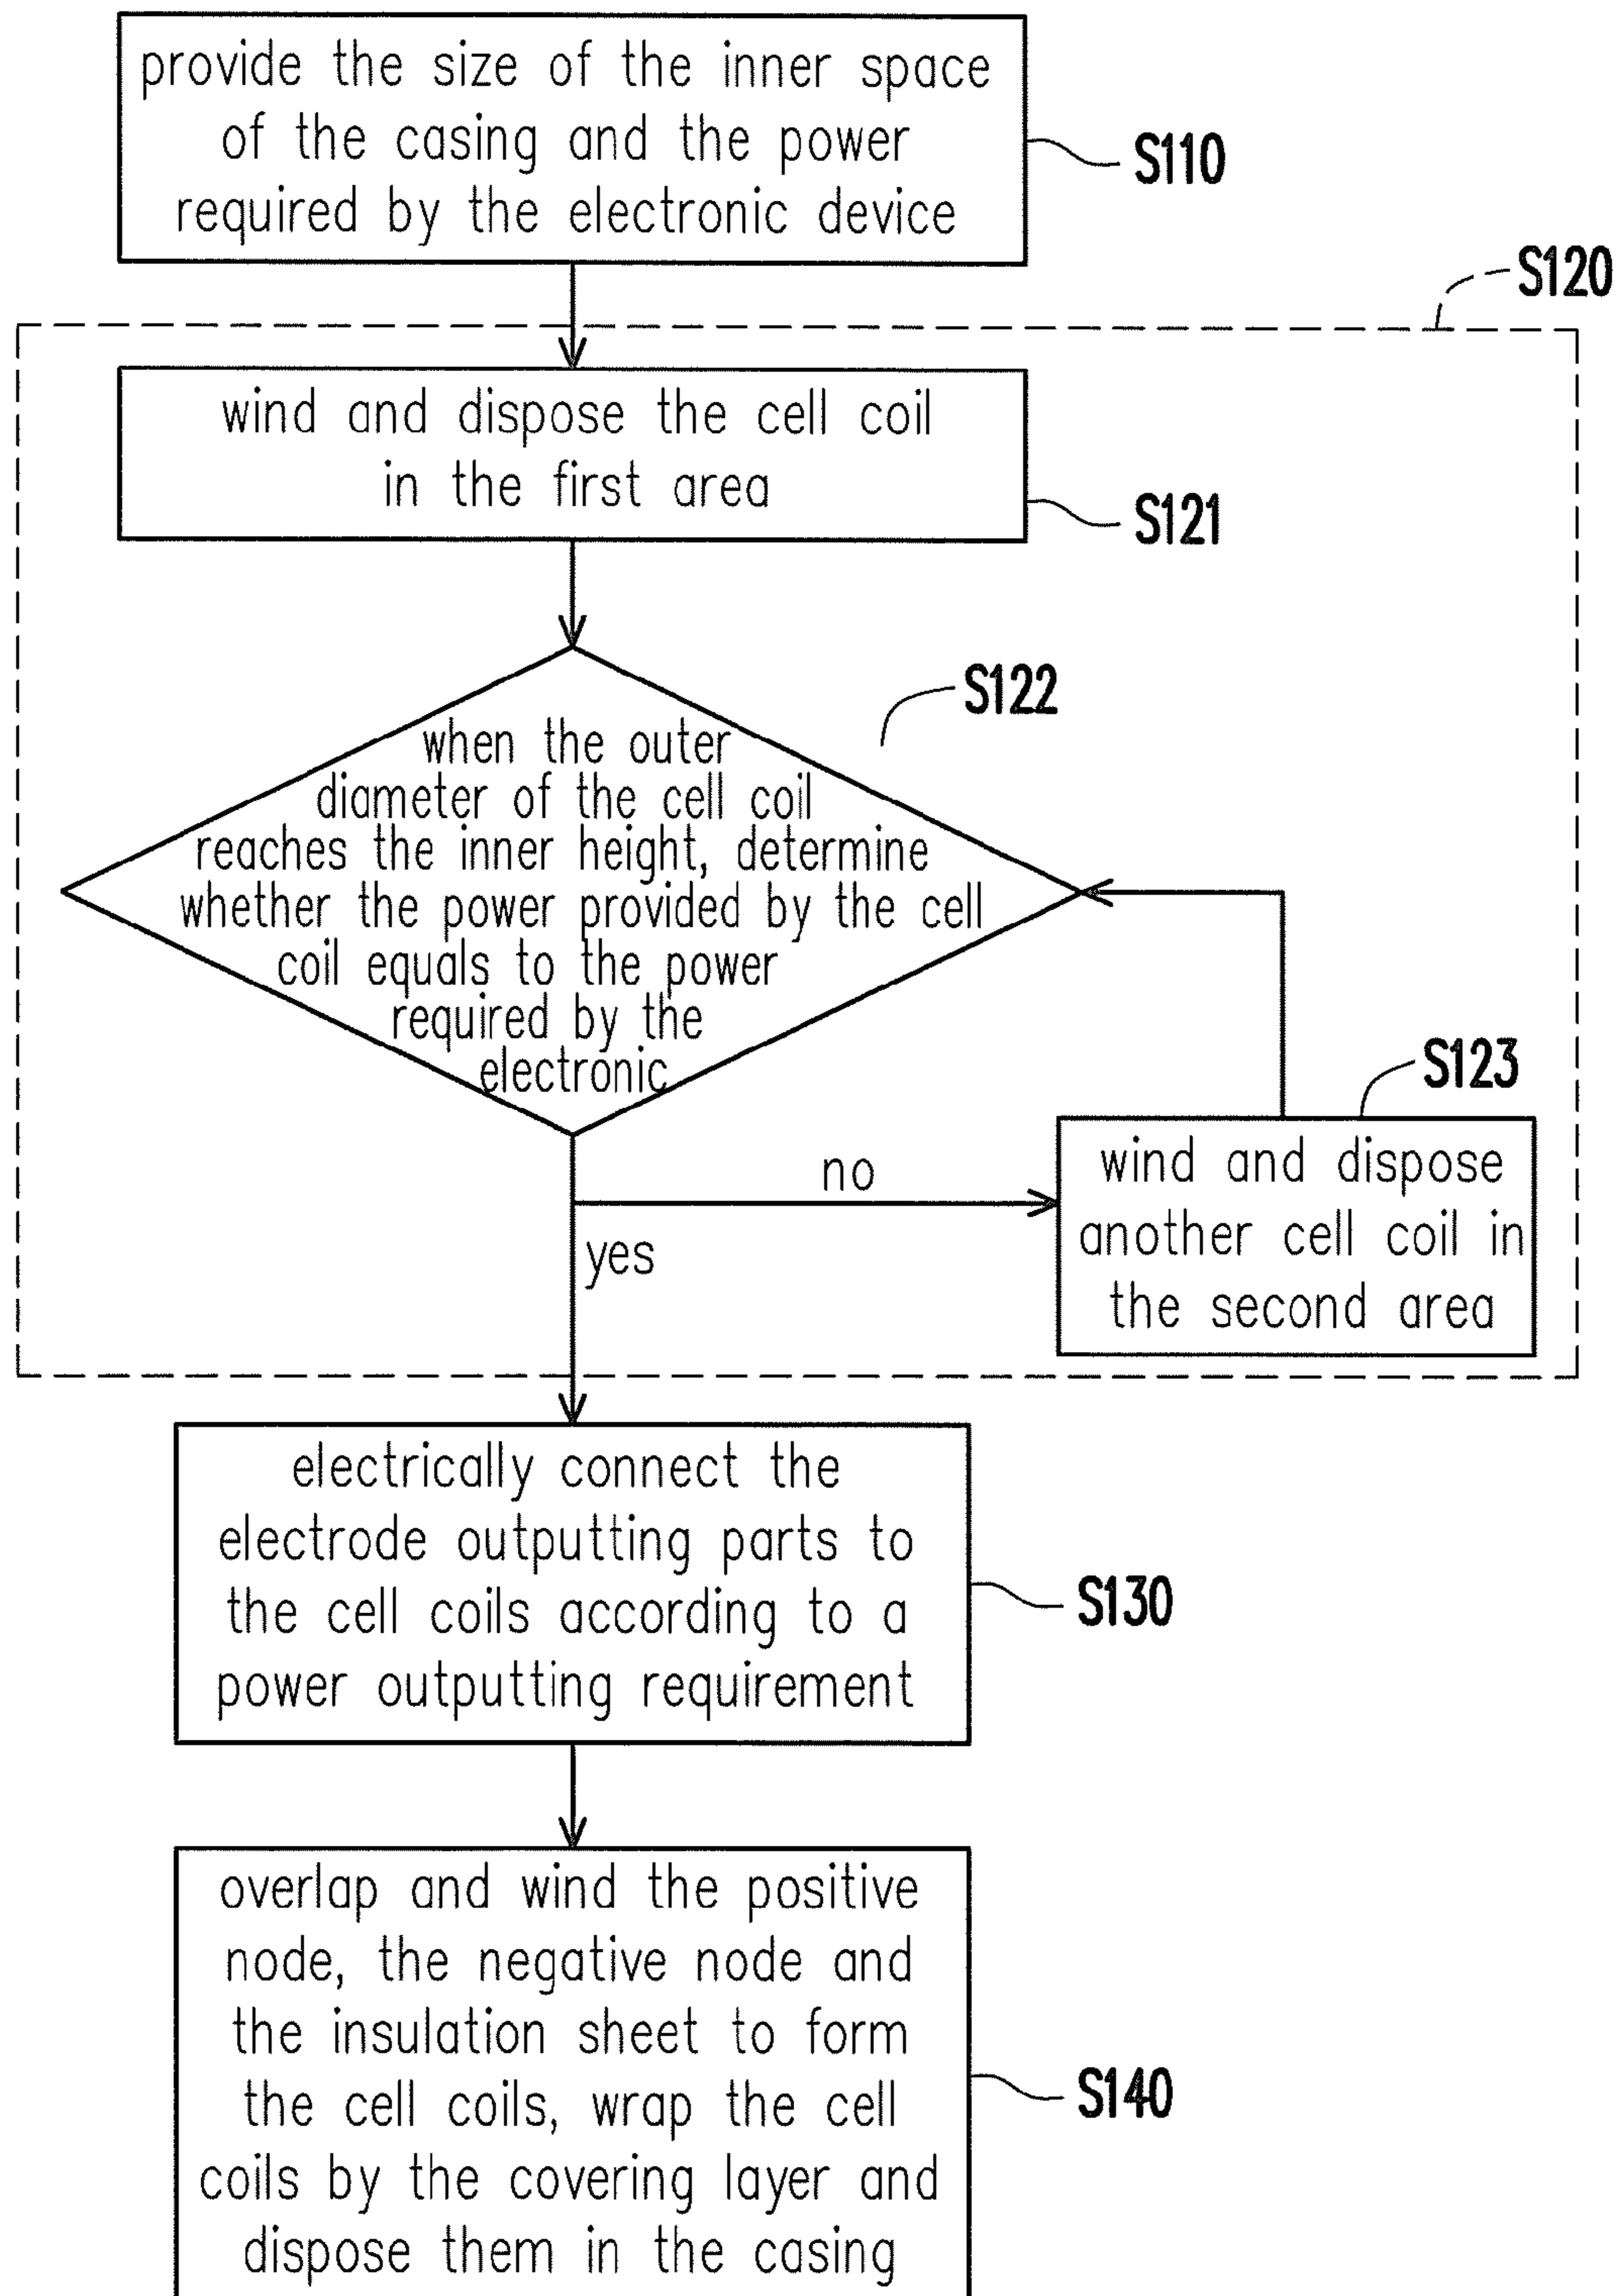 provide the size of the inner space
of the casing and the power
required by the electronic device
S110
S120
wind and dispose the cell coil
in the first area
S121
S122
when the outer
diameter of the cell coil
reaches the inner height, determine
whether the power provided by the cell
coil equals to the power
required by the
electronic
S123
no
wind and dispose
another cell coil in
the second area
yes
electrically connect the
electrode outputting parts to
the cell coils according to a
power outputting requirement
S130
overlap and wind the positive
node, the negative node and
the insulation sheet to form
the cell coils, wrap the cell
coils by the covering layer and
dispose them in the casing
S140